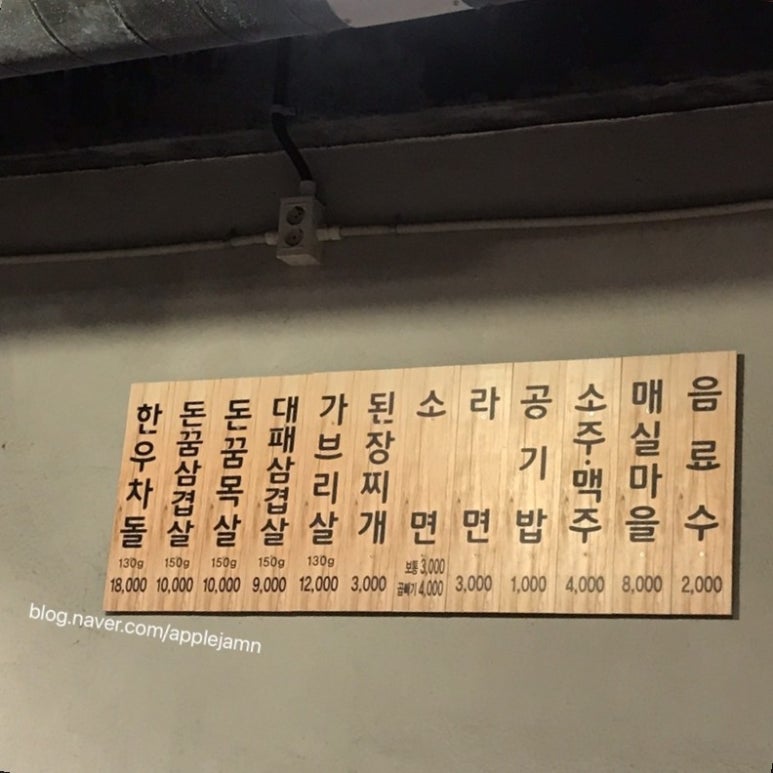 한우차돌
130g
18,000
돈꿈삼겹살
150g
10,000
돈꿈목살
150g
10,000
대패삼겹살
150g
9,000
가브리살
130g
12,000
된장찌개
3,000
소면
보통 3,000
곱빼기 4,000
라면
3,000
공기밥
1,000
소주맥주
4,000
매실마을
8,000
음료수
2,000
blog.naver.com/applejamn